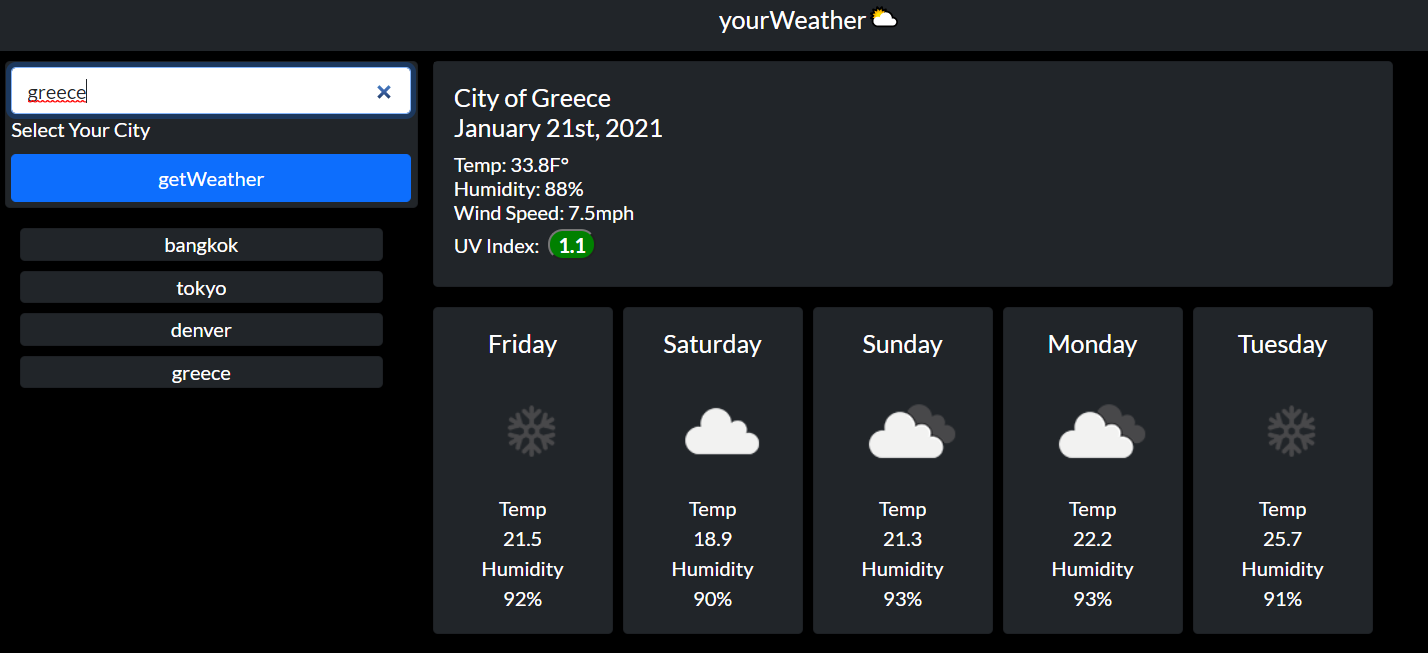 yourWeather
greece
Select Your City
getWeather
bangkok
tokyo
denver
greece
City of Greece
January 21st, 2021
Temp: 33.8F°
Humidity: 88%
Wind Speed: 7.5mph
UV Index: 1.1
Friday
Temp
21.5
Humidity
92%
Saturday
Temp
18.9
Humidity
90%
Sunday
Temp
21.3
Humidity
93%
Monday
Temp
22.2
Humidity
93%
Tuesday
Temp
25.7
Humidity
91%